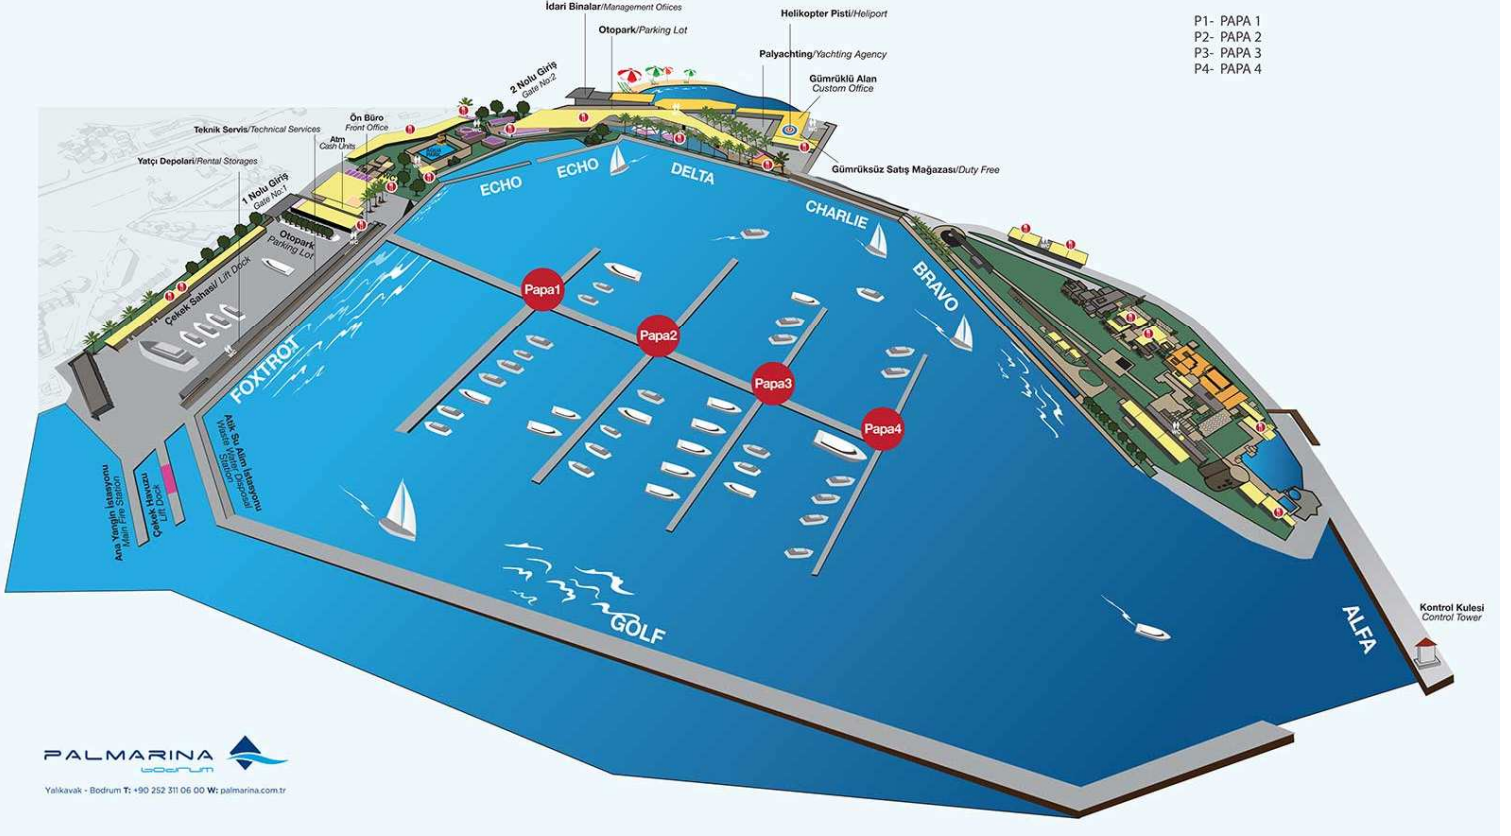 İdari Binalar/Management Ofiices
Helikopter Pisti/Heliport
P1- PAPA 1
P2- PAPA 2
P3- PAPA 3
P4- PAPA 4
Otopark/Parking Lot
Palyachting/Yachting Agency
Gümrüklü Alan
Custom Office
2 Nolu Giriş
Gate No:2
Ön Büro
Front Office
Teknik Servis/Technical Services
Atm
Cash Units
Yatçı Depoları/Rental Storages
1 Nolu Giriş
Gate No:1
Gümrüksüz Satış Mağazası/Duty Free
ECHO
ECHO
DELTA
CHARLIE
BRAVO
Otopark
Parking Lot
Çekek Sahası/ Lift Dock
FOXTROT
Papa1
Papa2
Papa3
Papa4
Atık Su Alım İstasyonu
Waste Water Disposal
Station
Ana Yangın İstasyonu
Main Fire Station
Çekek Havuzu
Lift Dock
GOLF
ALFA
Kontrol Kulesi
Control Tower
PALMARINA
bodrum
Yalıkavak - Bodrum T: +90 252 311 06 00 W: palmarina.com.tr